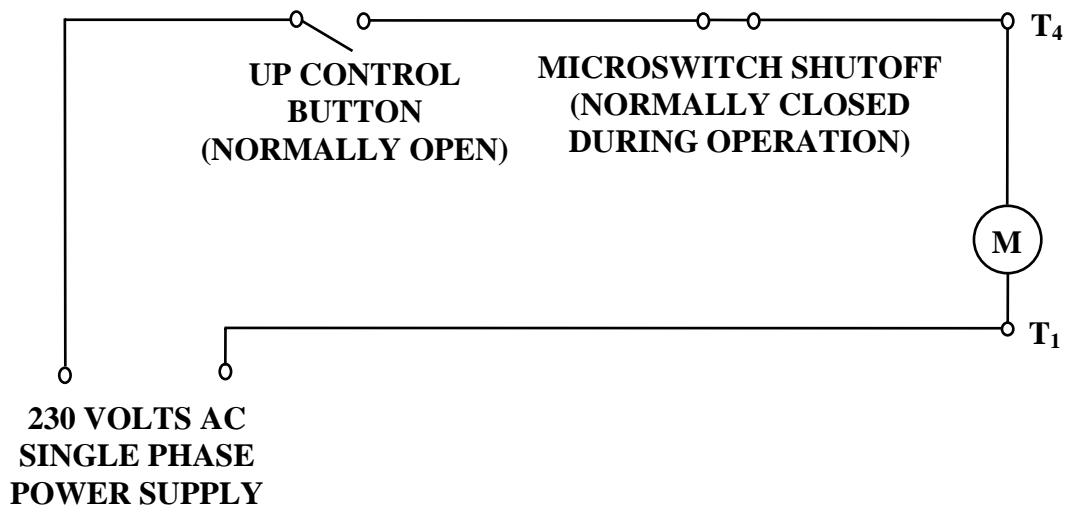 T₄
UP CONTROL
BUTTON
(NORMALLY OPEN)
MICROSWITCH SHUTOFF
(NORMALLY CLOSED
DURING OPERATION)
M
T₁
230 VOLTS AC
SINGLE PHASE
POWER SUPPLY